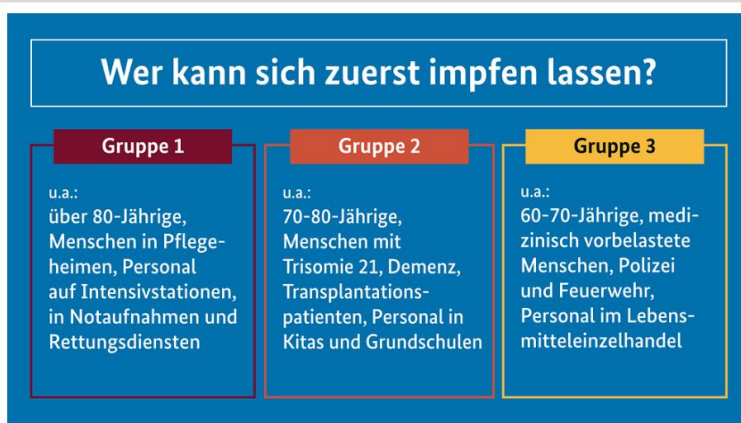 Wer kann sich zuerst impfen lassen?
Gruppe 1
u.a.:
über 80-Jährige,
Menschen in Pflege-
heimen, Personal
auf Intensivstationen,
in Notaufnahmen und
Rettungsdiensten
Gruppe 2
u.a.:
70-80-Jährige,
Menschen mit
Trisomie 21, Demenz,
Transplantations-
patienten, Personal in
Kitas und Grundschulen
Gruppe 3
u.a.:
60-70-Jährige, medi-
zinisch vorbelastete
Menschen, Polizei
und Feuerwehr,
Personal im Lebens-
mitteleinzelhandel